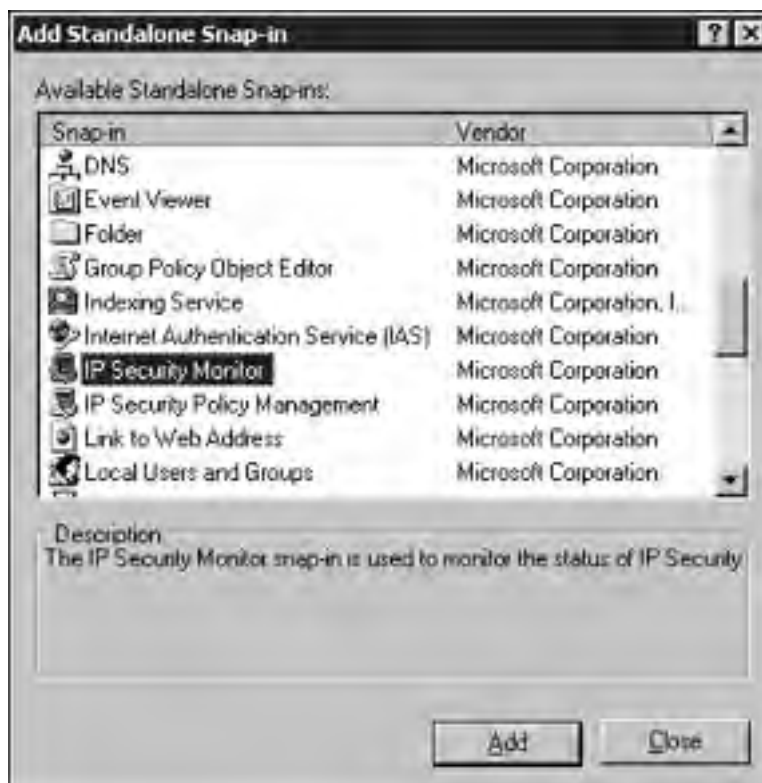 Add Standalone Snap-in
Available Standalone Snap-ins:
Snap-in Vendor
DNS Microsoft Corporation
Event Viewer Microsoft Corporation
Folder Microsoft Corporation
Group Policy Object Editor Microsoft Corporation
Indexing Service Microsoft Corporation, I...
Internet Authentication Service (IAS) Microsoft Corporation
IP Security Monitor Microsoft Corporation
IP Security Policy Management Microsoft Corporation
Link to Web Address Microsoft Corporation
Local Users and Groups Microsoft Corporation
Description
The IP Security Monitor snap-in is used to monitor the status of IP Security
Add Close